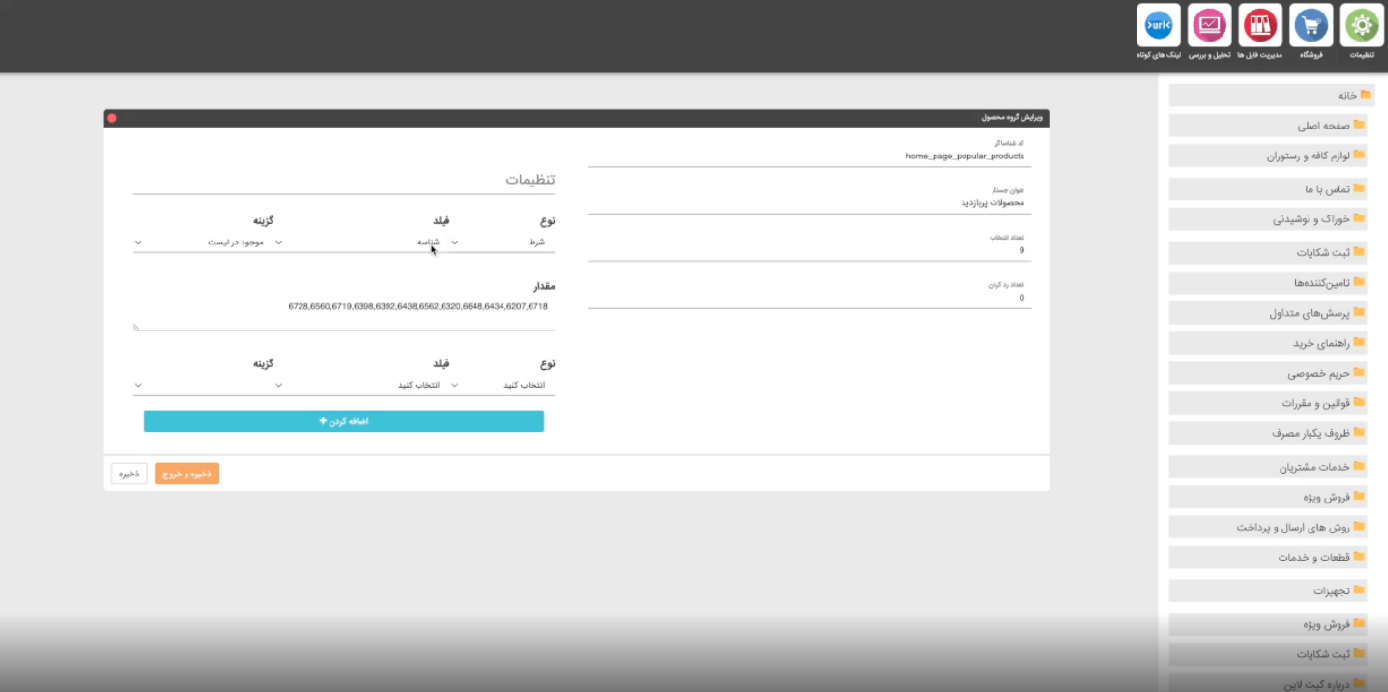 تنظیمات
فروشگاه
مدیریت فایل ها
تحلیل و بررسی
لینک های کوتاه
url
خانه
صفحه اصلی
لوازم کافه و رستوران
تماس با ما
خوراک و نوشیدنی
ثبت شکایات
تامین‌کننده‌ها
پرسش‌های متداول
راهنمای خرید
حریم خصوصی
قوانین و مقررات
ظروف یکبار مصرف
خدمات مشتریان
فروش ویژه
روش های ارسال و پرداخت
قطعات و خدمات
تجهیزات
فروش ویژه
ثبت شکایات
درباره کیت لاین
ویرایش گروه محصول
کد شناساگر
home_page_popular_products
عنوان جستار
محصولات پربازدید
تعداد انتخاب
9
تعداد رد کردن
0
تنظیمات
نوع فیلد گزینه
شرط شناسه موجود در لیست
مقدار
6728,6560,6719,6398,6392,6438,6562,6320,6648,6434,6207,6718
نوع فیلد گزینه
انتخاب کنید انتخاب کنید
اضافه کردن +
ذخیره و خروج
ذخیره